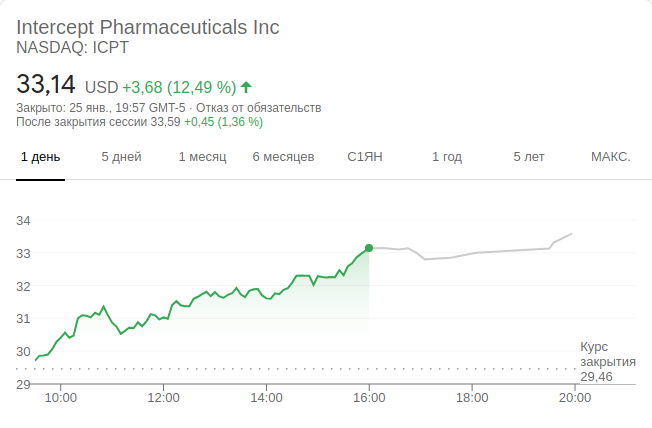 Intercept Pharmaceuticals Inc
NASDAQ: ICPT
33,14 USD +3,68 (12,49 %)
Закрыто: 25 янв., 19:57 GMT-5 · Отказ от обязательств
После закрытия сессии 33,59 +0,45 (1,36 %)
1 день 5 дней 1 месяц 6 месяцев С1ЯН 1 год 5 лет МАКС.
34
33
32
31
30
29
Курс
закрытия
29,46
10:00 12:00 14:00 16:00 18:00 20:00